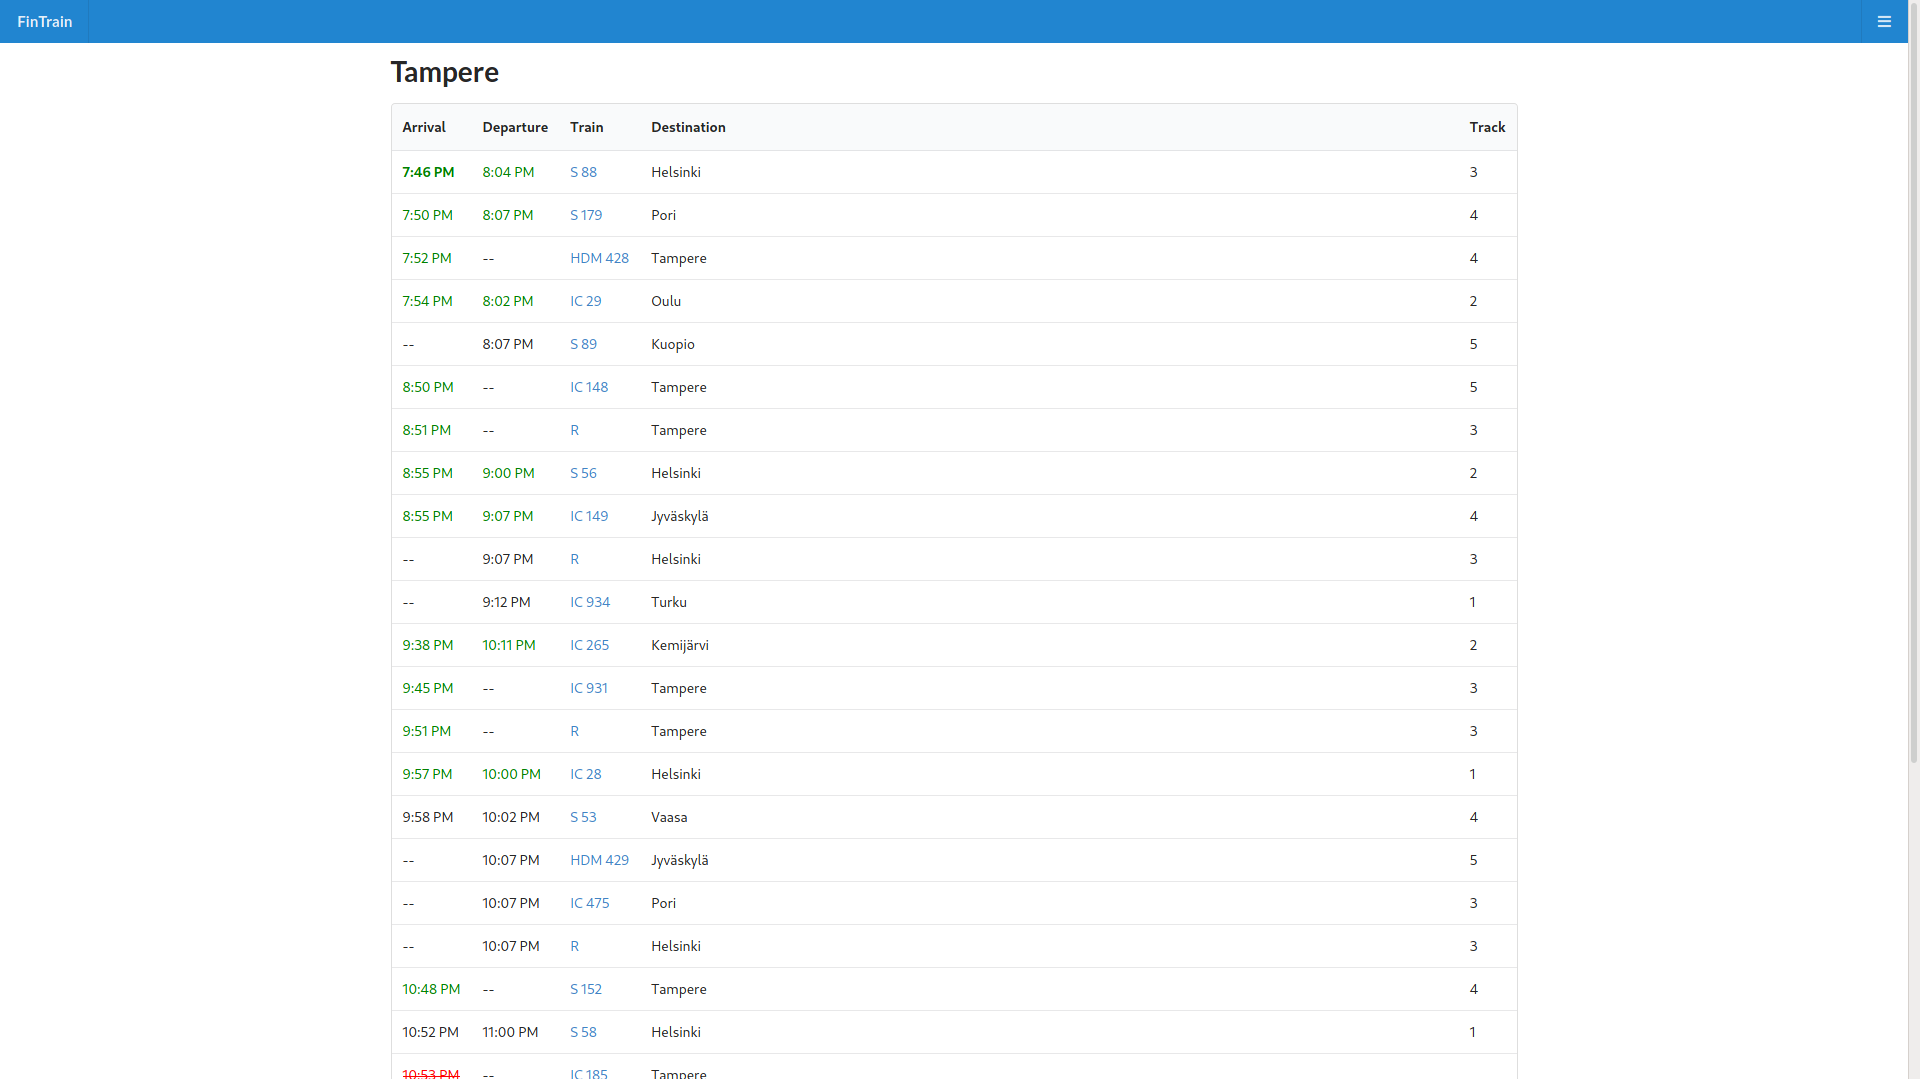 FinTrain
Tampere
Arrival Departure Train Destination Track
7:46 PM 8:04 PM S 88 Helsinki 3
7:50 PM 8:07 PM S 179 Pori 4
7:52 PM -- HDM 428 Tampere 4
7:54 PM 8:02 PM IC 29 Oulu 2
-- 8:07 PM S 89 Kuopio 5
8:50 PM -- IC 148 Tampere 5
8:51 PM -- R Tampere 3
8:55 PM 9:00 PM S 56 Helsinki 2
8:55 PM 9:07 PM IC 149 Jyväskylä 4
-- 9:07 PM R Helsinki 3
-- 9:12 PM IC 934 Turku 1
9:38 PM 10:11 PM IC 265 Kemijärvi 2
9:45 PM -- IC 931 Tampere 3
9:51 PM -- R Tampere 3
9:57 PM 10:00 PM IC 28 Helsinki 1
9:58 PM 10:02 PM S 53 Vaasa 4
-- 10:07 PM HDM 429 Jyväskylä 5
-- 10:07 PM IC 475 Pori 3
-- 10:07 PM R Helsinki 3
10:48 PM -- S 152 Tampere 4
10:52 PM 11:00 PM S 58 Helsinki 1
10:53 PM -- IC 185 Tampere